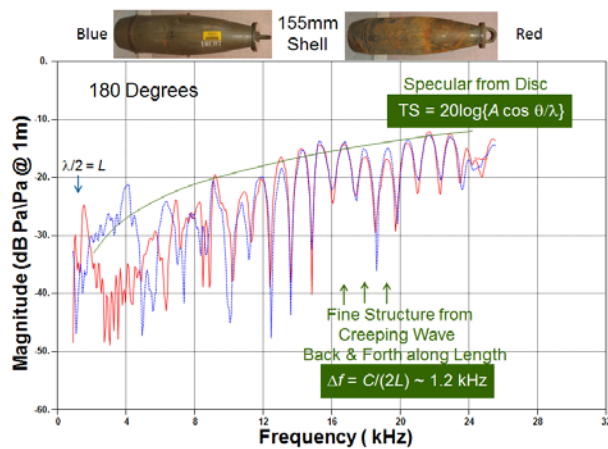 Blue
155mm
Shell
Red
180 Degrees
Specular from Disc
TS = 20log{A cos θ/λ}
λ/2 = L
Fine Structure from
Creeping Wave
Back & Forth along Length
Δf = C/(2L) ~ 1.2 kHz
Magnitude (dB Pa\Pa @ 1m)
0.
-10.
-20.
-30.
-40.
-50.
-60.
0 4 8 12 16 20 24 28 32
Frequency ( kHz)